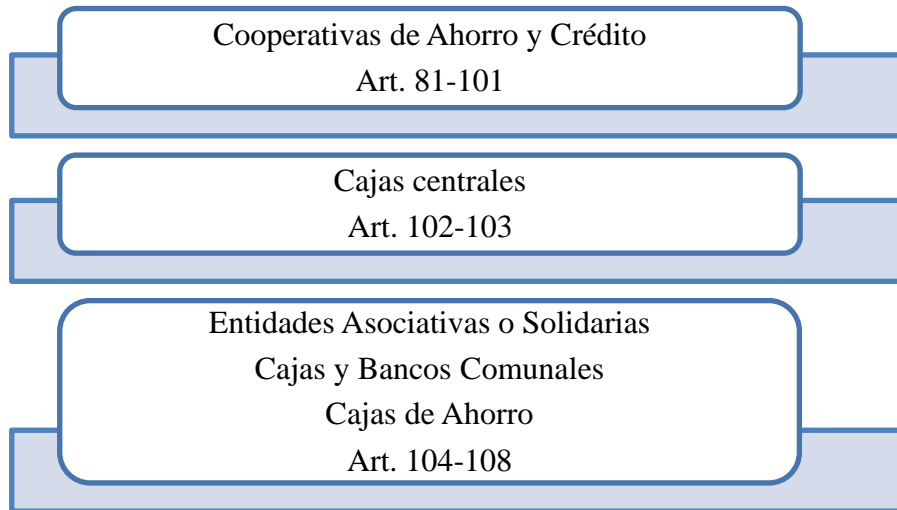 Cooperativas de Ahorro y Crédito
Art. 81-101
Cajas centrales
Art. 102-103
Entidades Asociativas o Solidarias
Cajas y Bancos Comunales
Cajas de Ahorro
Art. 104-108